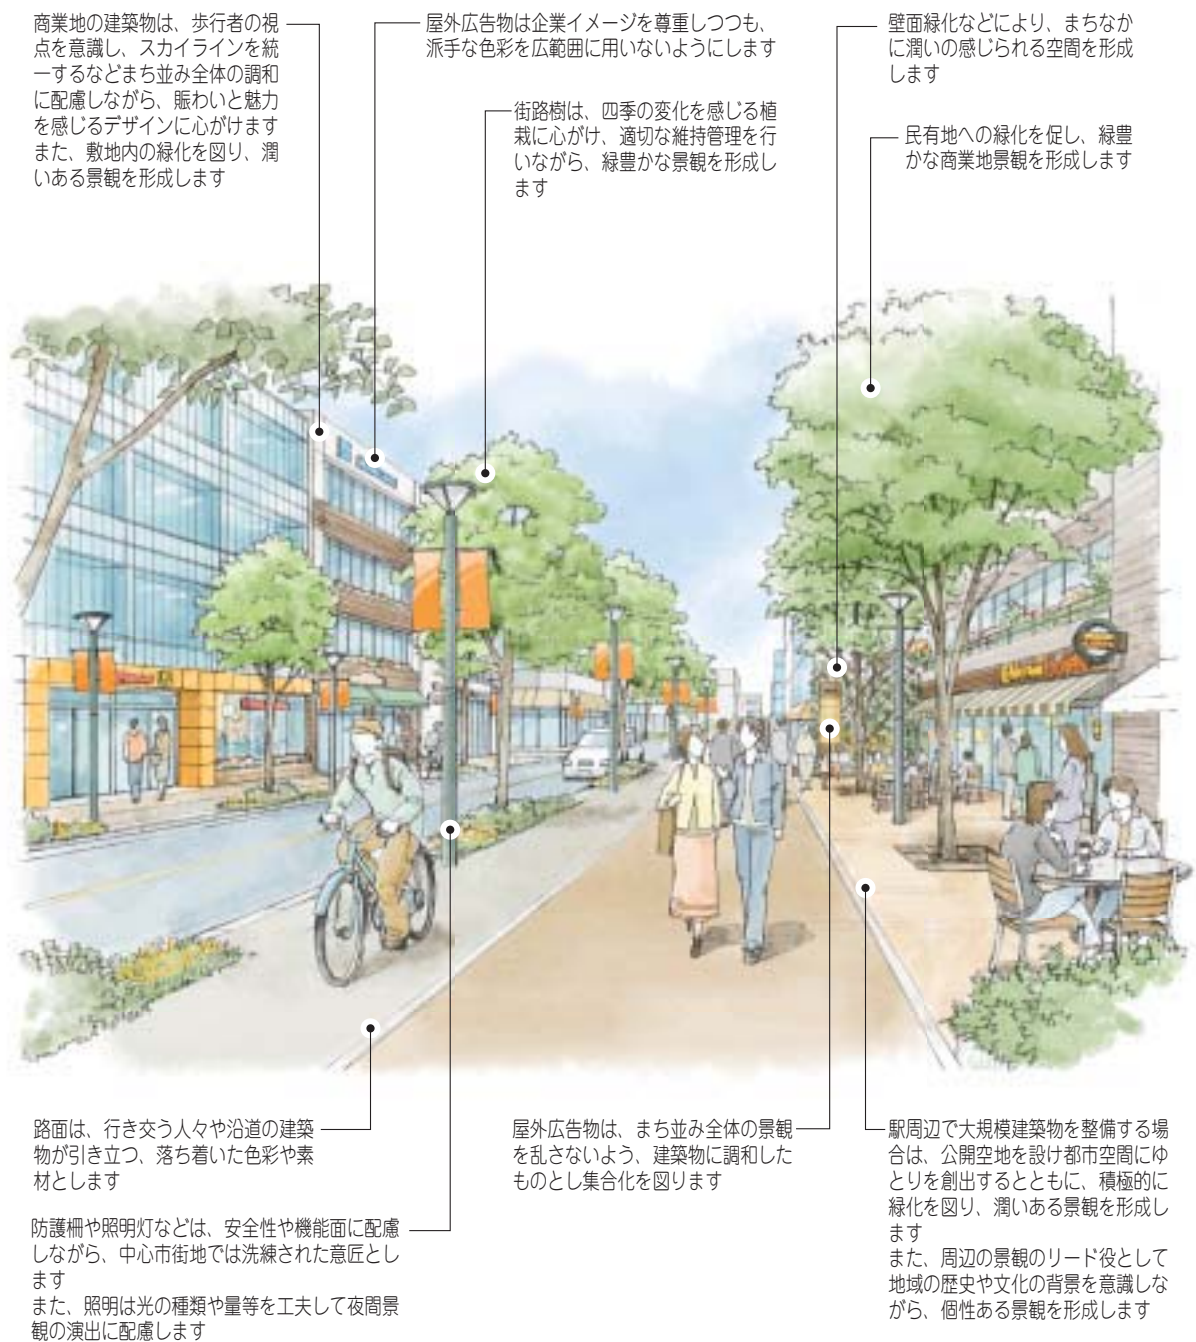 商業地の建築物は、歩行者の視
点を意識し、スカイラインを統
一するなどまち並み全体の調和
に配慮しながら、賑わいと魅力
を感じるデザインに心がけます
また、敷地内の緑化を図り、潤
いある景観を形成します
屋外広告物は企業イメージを尊重しつつも、
派手な色彩を広範囲に用いないようにします
街路樹は、四季の変化を感じる植
栽に心がけ、適切な維持管理を行
いながら、緑豊かな景観を形成し
ます
壁面緑化などにより、まちなか
に潤いの感じられる空間を形成
します
民有地への緑化を促し、緑豊
かな商業地景観を形成します
路面は、行き交う人々や沿道の建築
物が引き立つ、落ち着いた色彩や素
材とします
防護柵や照明灯などは、安全性や機能面に配慮
しながら、中心市街地では洗練された意匠とし
ます
また、照明は光の種類や量等を工夫して夜間景
観の演出に配慮します
屋外広告物は、まち並み全体の景観
を乱さないよう、建築物に調和した
ものとし集合化を図ります
駅周辺で大規模建築物を整備する場
合は、公開空地を設け都市空間にゆ
とりを創出するとともに、積極的に
緑化を図り、潤いある景観を形成し
ます
また、周辺の景観のリード役として
地域の歴史や文化の背景を意識しな
がら、個性ある景観を形成します